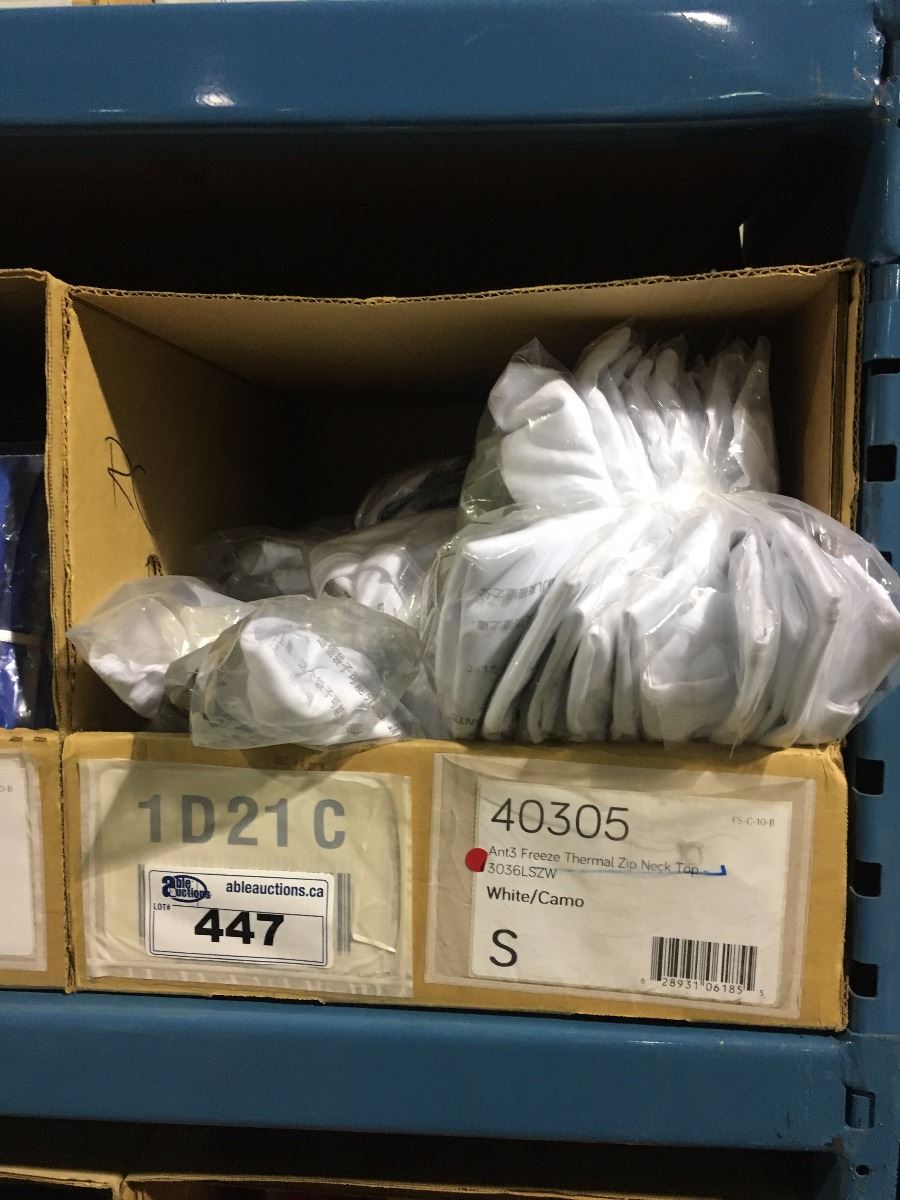 1D21C
able auctions
ableauctions.ca
LOT#
447
40305
FS-C-10-B
Ant3 Freeze Thermal Zip Neck Top
3036LSZW
White/Camo
S
6 28931 06185 5
0-B